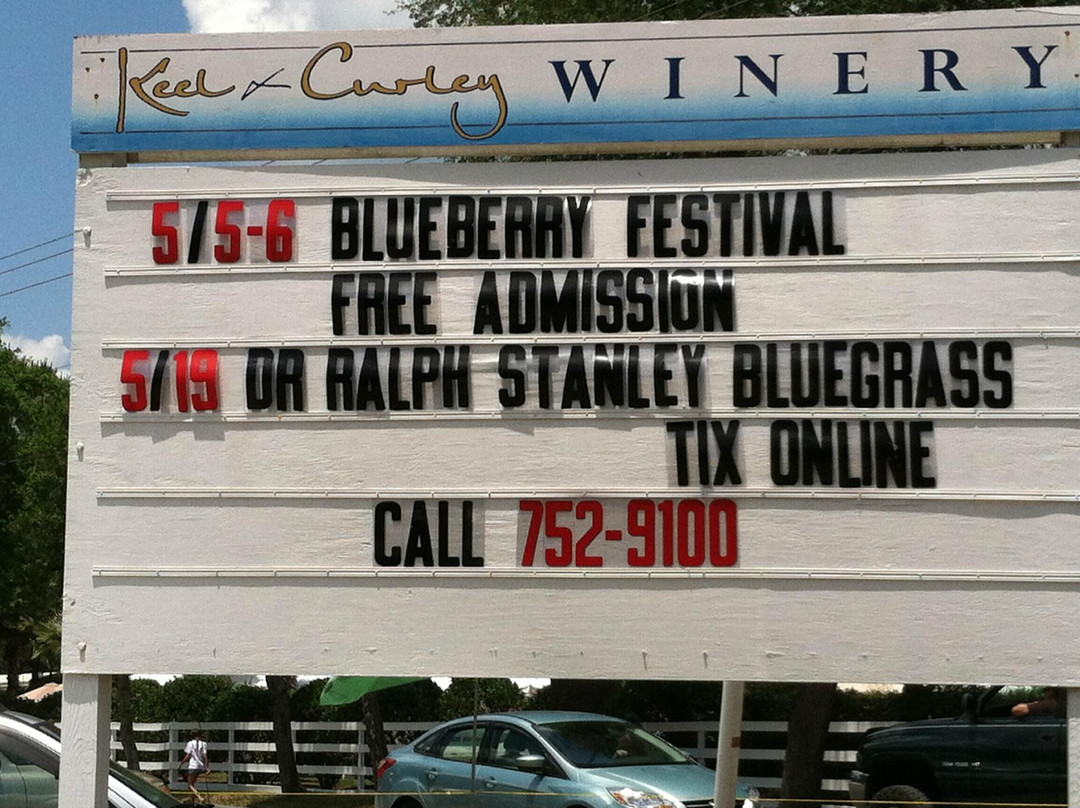 Keel & Curley WINERY
5/5-6 BLUEBERRY FESTIVAL
FREE ADMISSION
5/19 DR RALPH STANLEY BLUEGRASS
TIX ONLINE
CALL 752-9100